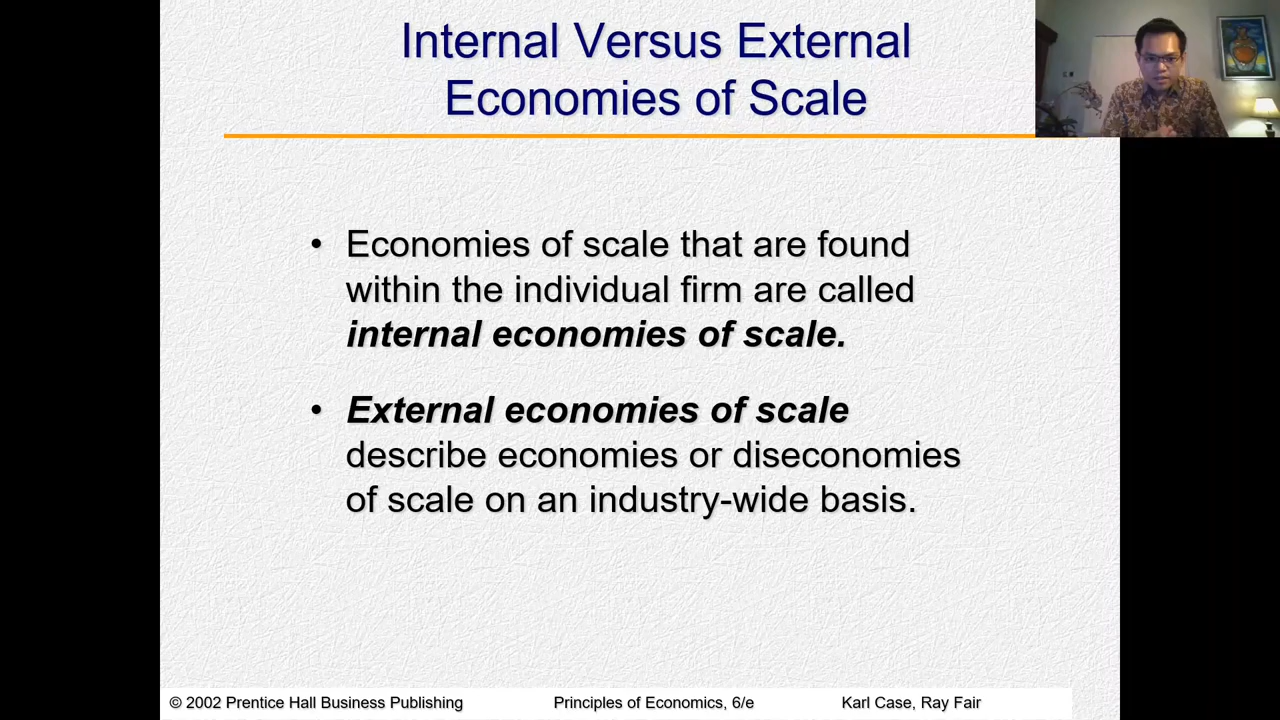 Internal Versus External
Economies of Scale
• Economies of scale that are found
within the individual firm are called
internal economies of scale.
• External economies of scale
describe economies or diseconomies
of scale on an industry-wide basis.
© 2002 Prentice Hall Business Publishing Principles of Economics, 6/e Karl Case, Ray Fair